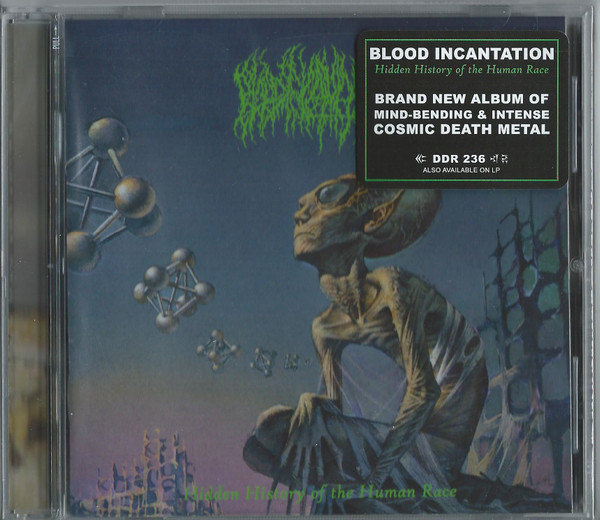 PULL
BLOOD INCANTATION
Hidden History of the Human Race
BRAND NEW ALBUM OF
MIND-BENDING & INTENSE
COSMIC DEATH METAL
DDR 236
ALSO AVAILABLE ON LP
Hidden History of the Human Race